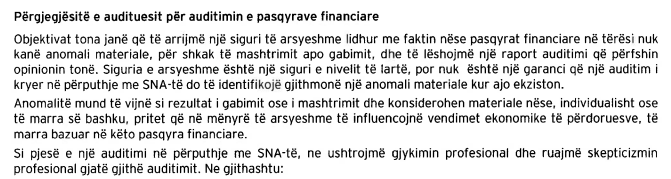 Përgjegjësitë e audituesit për auditimin e pasqyrave financiare
Objektivat tona janë që të arrijmë një siguri të arsyeshme lidhur me faktin nëse pasqyrat financiare në tërësi nuk
kanë anomali materiale, për shkak të mashtrimit apo gabimit, dhe të lëshojmë një raport auditimi që përfshin
opinionin tonë. Siguria e arsyeshme është një siguri e nivelit të lartë, por nuk është një garanci që një auditim i
kryer në përputhje me SNA-të do të identifikojë gjithmonë një anomali materiale kur ajo ekziston.
Anomalitë mund të vijnë si rezultat i gabimit ose i mashtrimit dhe konsiderohen materiale nëse, individualisht ose
të marra së bashku, pritet që në mënyrë të arsyeshme të influencojnë vendimet ekonomike të përdoruesve, të
marra bazuar në këto pasqyra financiare.
Si pjesë e një auditimi në përputhje me SNA-të, ne ushtrojmë gjykimin profesional dhe ruajmë skepticizmin
profesional gjatë gjithë auditimit. Ne gjithashtu: